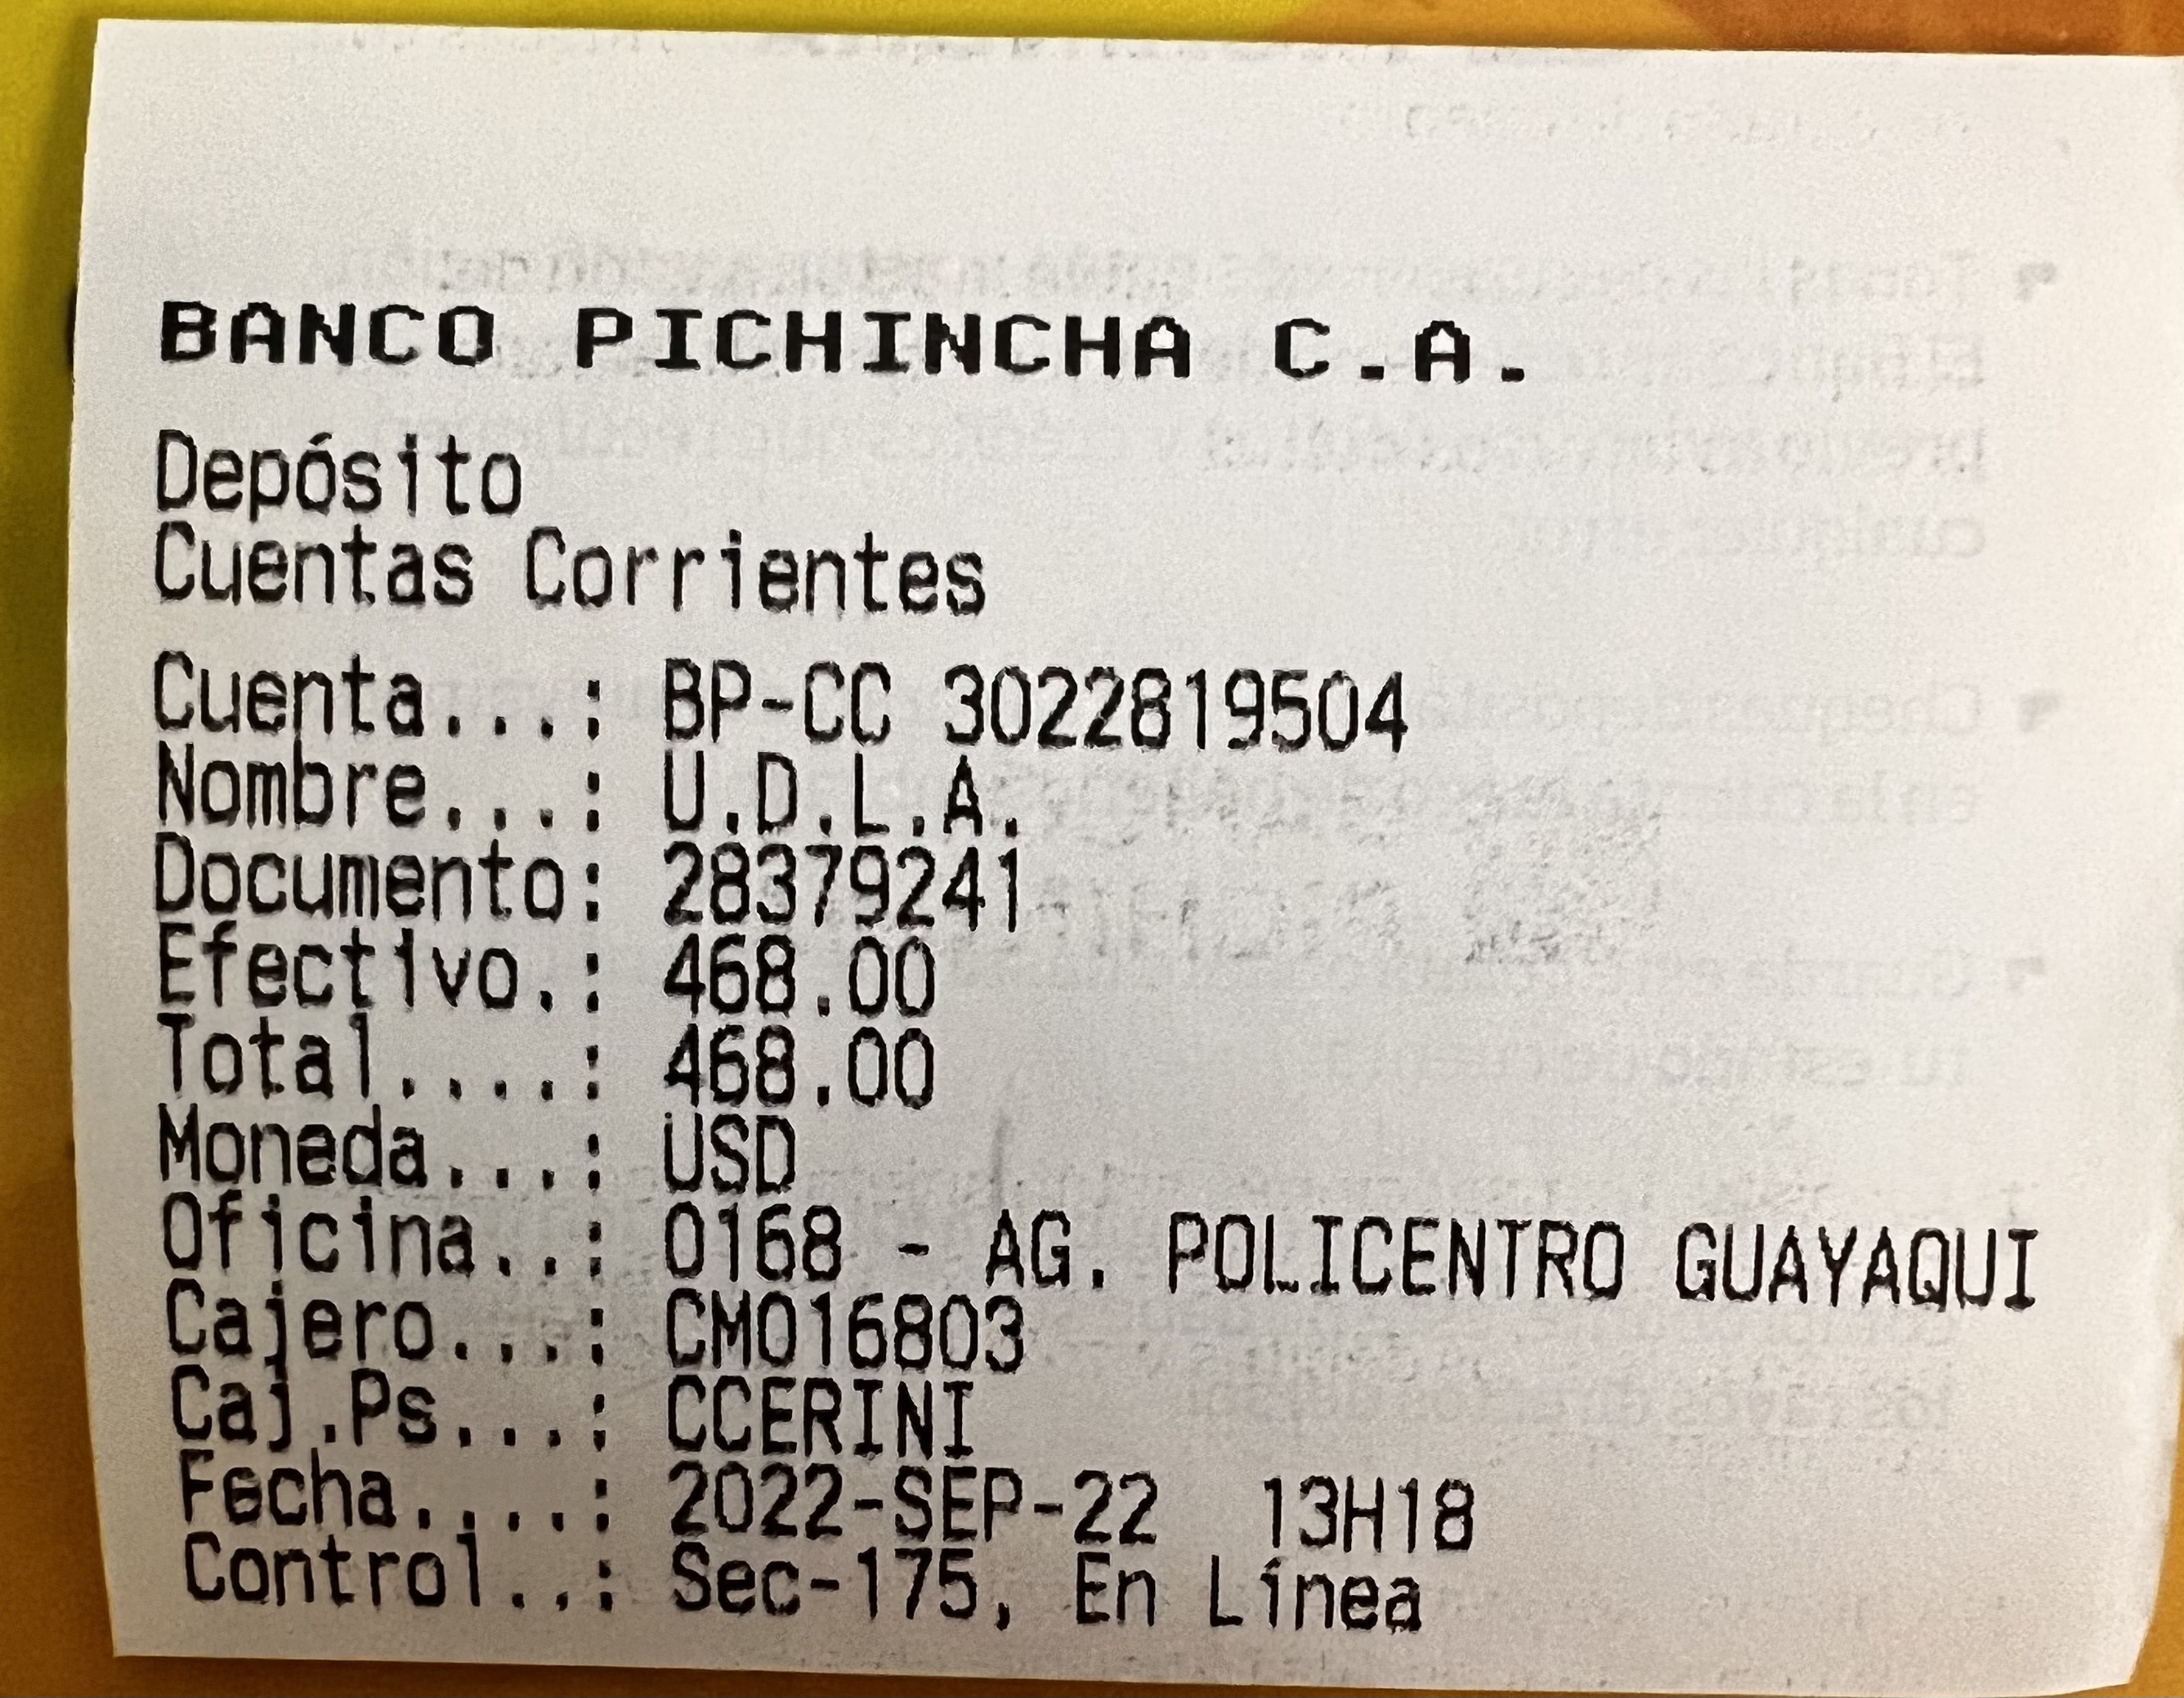 BANCO PICHINCHA C.A.
Depósito
Cuentas Corrientes
Cuenta...: BP-CC 3022819504
Nombre...: U.D.L.A.
Documento: 28379241
Efectivo.: 468.00
Total....: 468.00
Moneda...: USD
Oficina..: 0168 - AG. POLICENTRO GUAYAQUI
Cajero...: CM016803
Caj.Ps...: CCERINI
Fecha....: 2022-SEP-22 13H18
Control..: Sec-175, En Línea